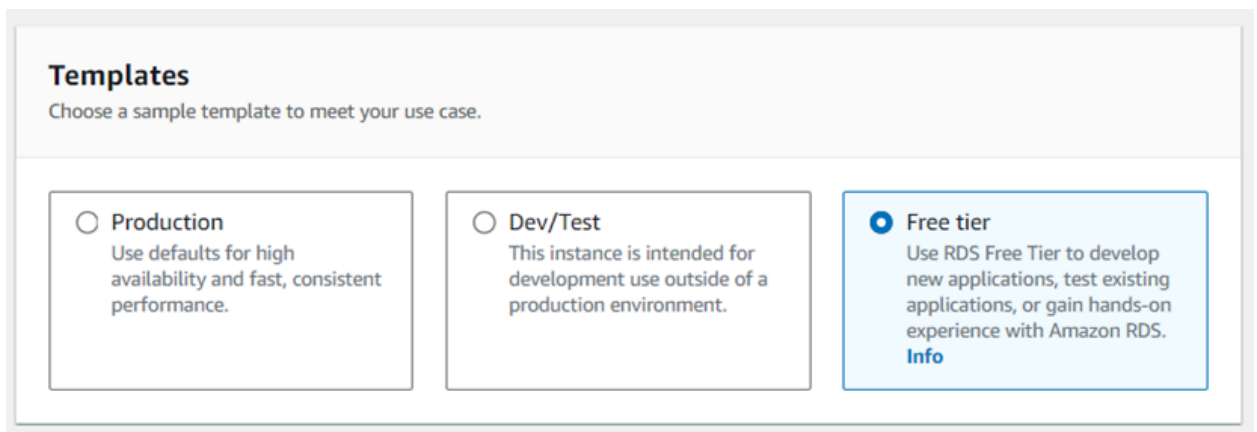 Templates
Choose a sample template to meet your use case.
Production
Use defaults for high
availability and fast, consistent
performance.
Dev/Test
This instance is intended for
development use outside of a
production environment.
Free tier
Use RDS Free Tier to develop
new applications, test existing
applications, or gain hands-on
experience with Amazon RDS.
Info